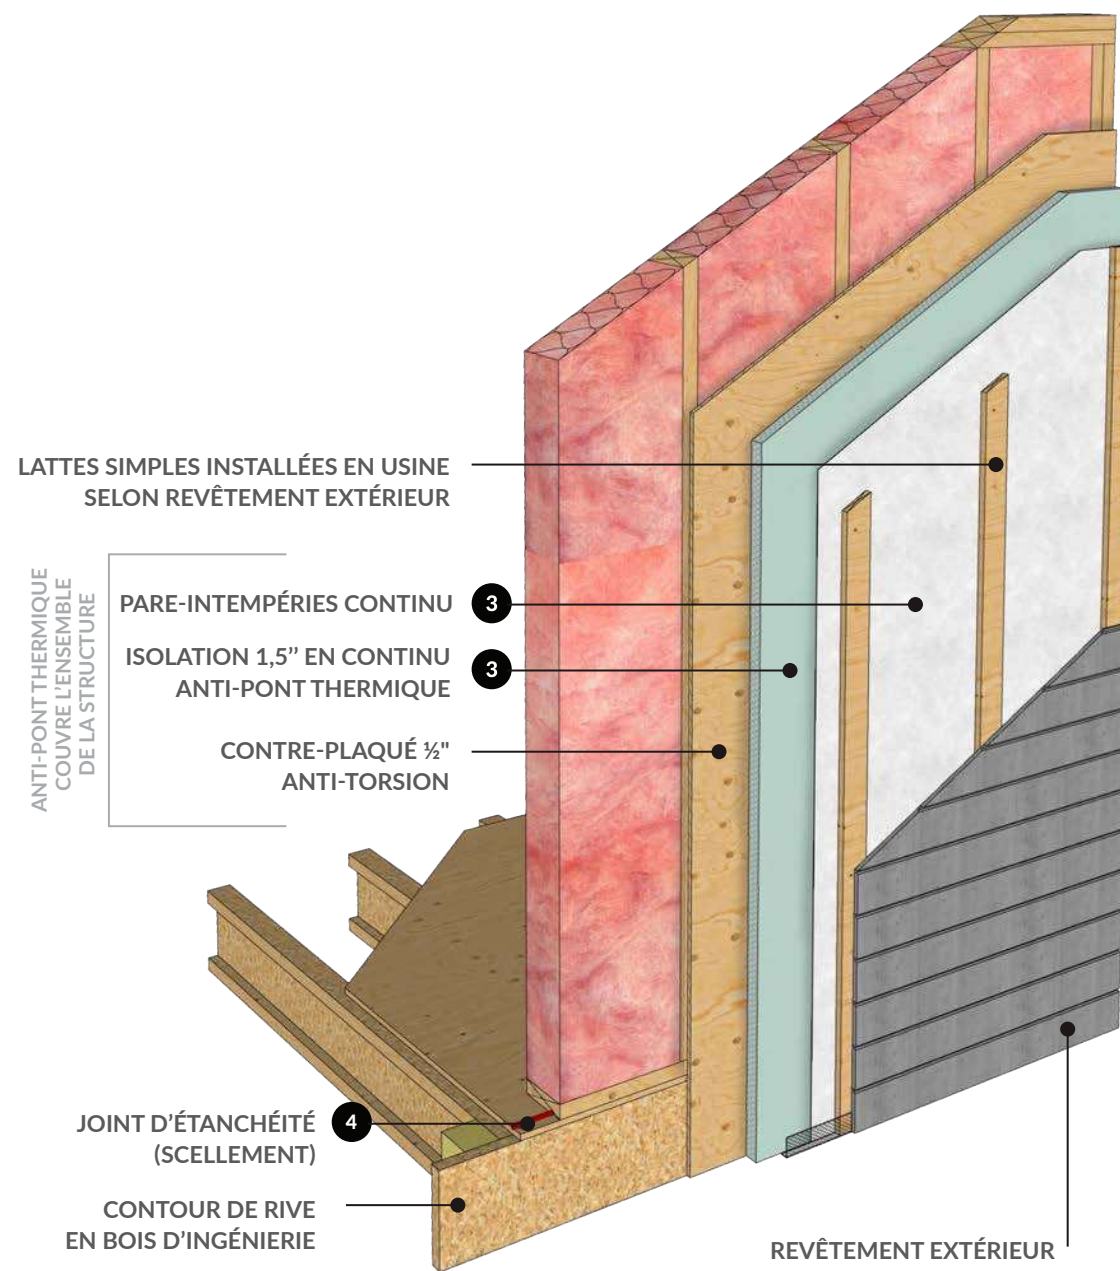 LATTES SIMPLES INSTALLÉES EN USINE
SELON REVÊTEMENT EXTÉRIEUR
ANTI-PONT THERMIQUE
COUVRE L'ENSEMBLE
DE LA STRUCTURE
PARE-INTEMPÉRIES CONTINU 3
ISOLATION 1,5’’ EN CONTINU 3
ANTI-PONT THERMIQUE
CONTRE-PLAQUÉ ½"
ANTI-TORSION
JOINT D’ÉTANCHÉITÉ 4
(SCELLEMENT)
CONTOUR DE RIVE
EN BOIS D’INGÉNIERIE
REVÊTEMENT EXTÉRIEUR